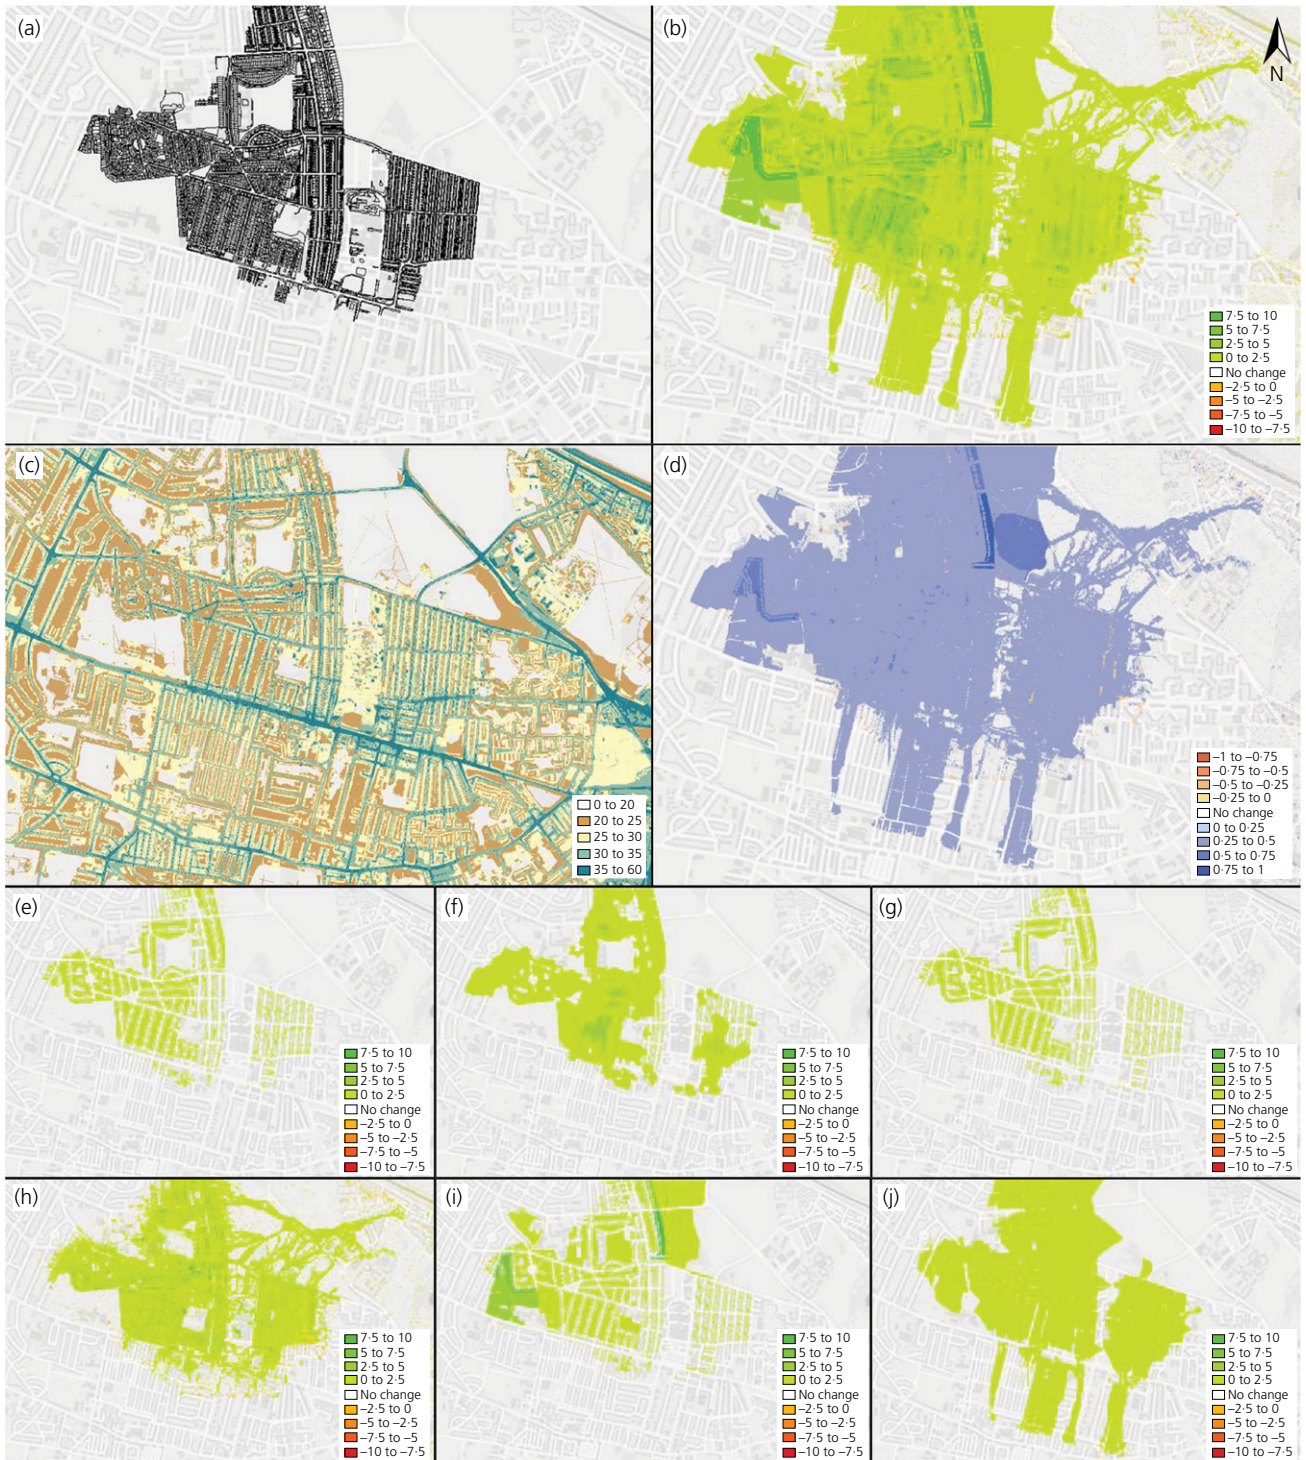 (a)
(b)
N
7·5 to 10
5 to 7·5
2·5 to 5
0 to 2·5
No change
–2·5 to 0
–5 to –2·5
–7·5 to –5
–10 to –7·5
(c)
0 to 20
20 to 25
25 to 30
30 to 35
35 to 60
(d)
–1 to –0·75
–0·75 to –0·5
–0·5 to –0·25
–0·25 to 0
No change
0 to 0·25
0·25 to 0·5
0·5 to 0·75
0·75 to 1
(e)
7·5 to 10
5 to 7·5
2·5 to 5
0 to 2·5
No change
–2·5 to 0
–5 to –2·5
–7·5 to –5
–10 to –7·5
(f)
7·5 to 10
5 to 7·5
2·5 to 5
0 to 2·5
No change
–2·5 to 0
–5 to –2·5
–7·5 to –5
–10 to –7·5
(g)
7·5 to 10
5 to 7·5
2·5 to 5
0 to 2·5
No change
–2·5 to 0
–5 to –2·5
–7·5 to –5
–10 to –7·5
(h)
7·5 to 10
5 to 7·5
2·5 to 5
0 to 2·5
No change
–2·5 to 0
–5 to –2·5
–7·5 to –5
–10 to –7·5
(i)
7·5 to 10
5 to 7·5
2·5 to 5
0 to 2·5
No change
–2·5 to 0
–5 to –2·5
–7·5 to –5
–10 to –7·5
(j)
7·5 to 10
5 to 7·5
2·5 to 5
0 to 2·5
No change
–2·5 to 0
–5 to –2·5
–7·5 to –5
–10 to –7·5